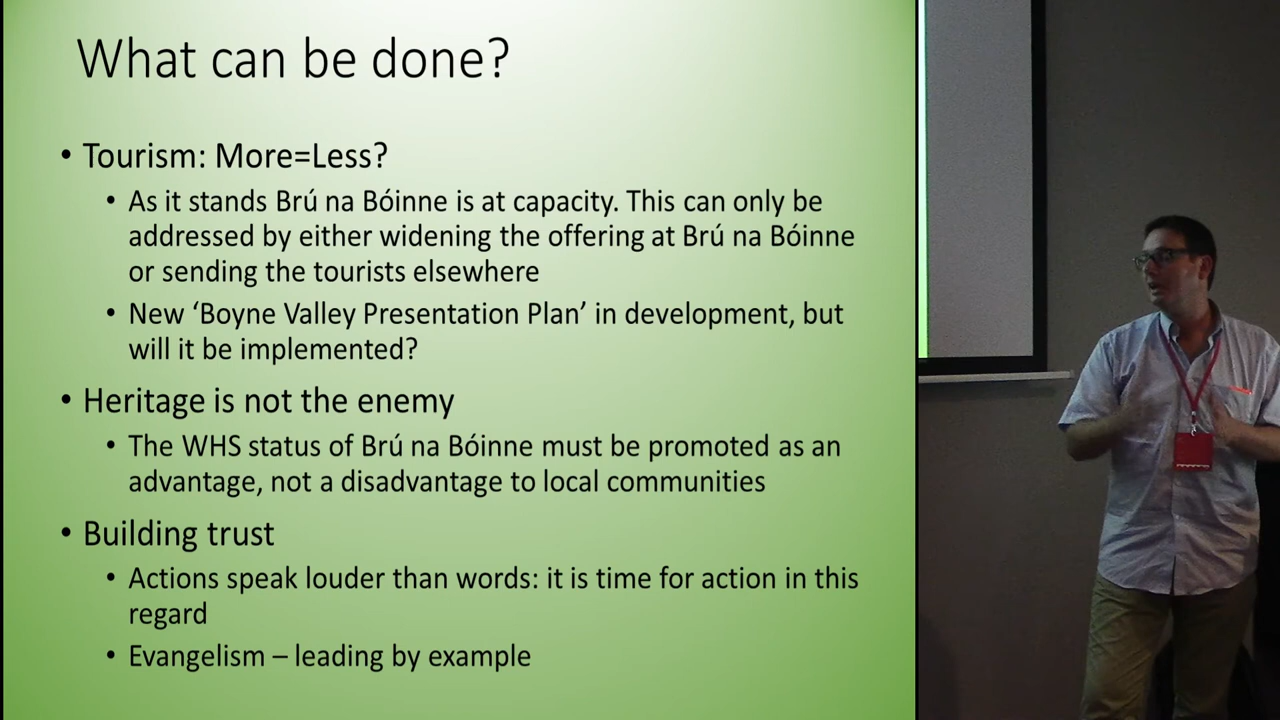 What can be done?
• Tourism: More=Less?
• As it stands Brú na Bóinne is at capacity. This can only be
addressed by either widening the offering at Brú na Bóinne
or sending the tourists elsewhere
• New ‘Boyne Valley Presentation Plan’ in development, but
will it be implemented?
• Heritage is not the enemy
• The WHS status of Brú na Bóinne must be promoted as an
advantage, not a disadvantage to local communities
• Building trust
• Actions speak louder than words: it is time for action in this
regard
• Evangelism – leading by example